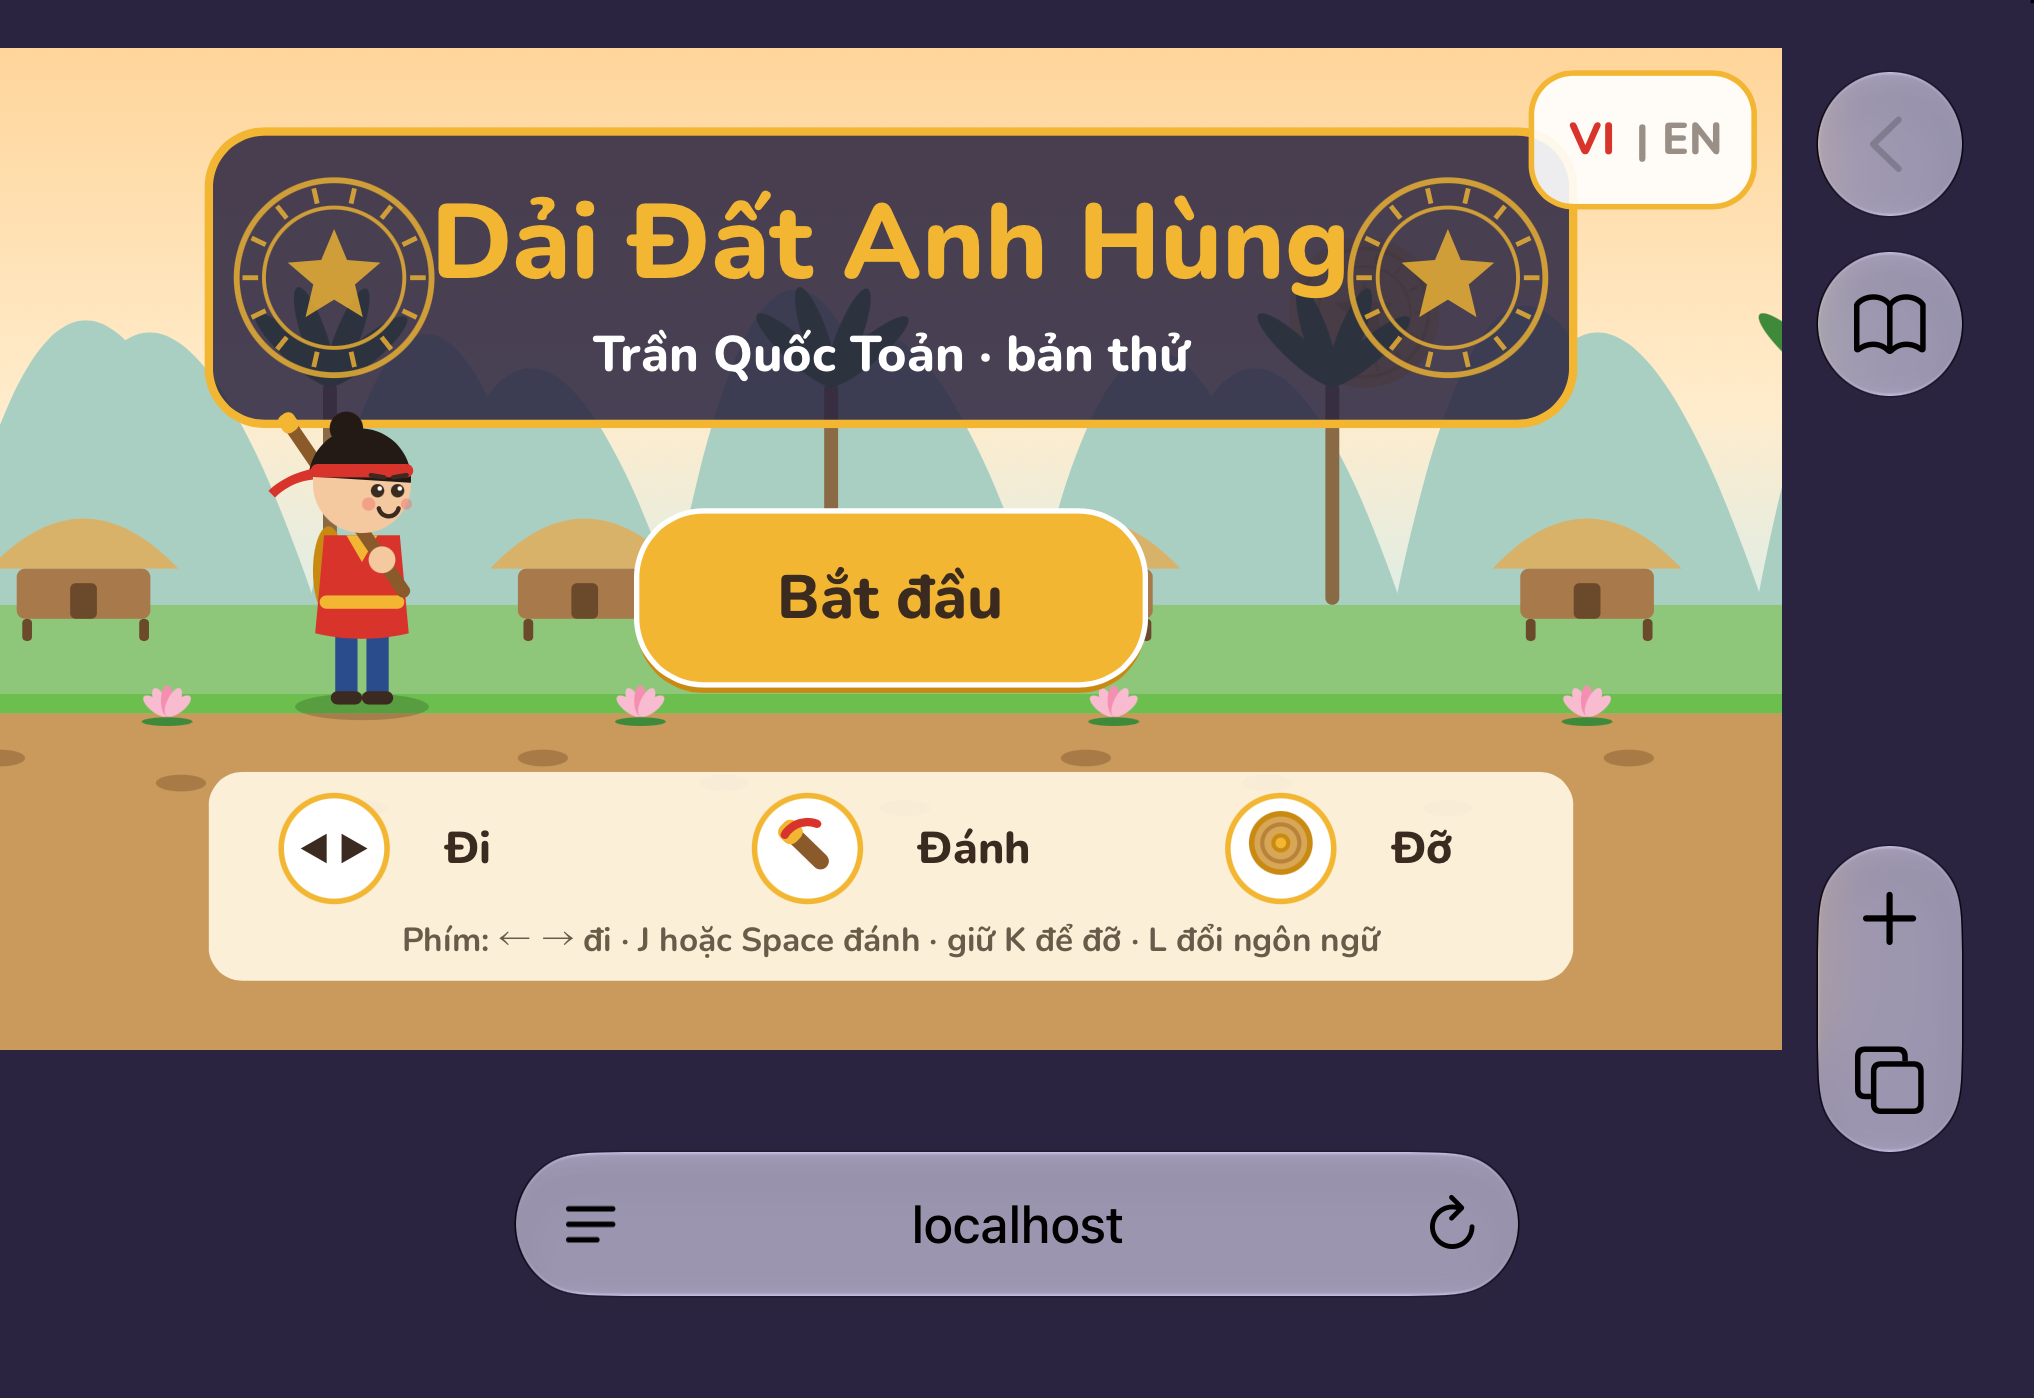 VI | EN
Dải Đất Anh Hùng
Trần Quốc Toản · bản thử
Bắt đầu
Đi
Đánh
Đỡ
Phím: ← → đi · J hoặc Space đánh · giữ K để đỡ · L đổi ngôn ngữ
localhost